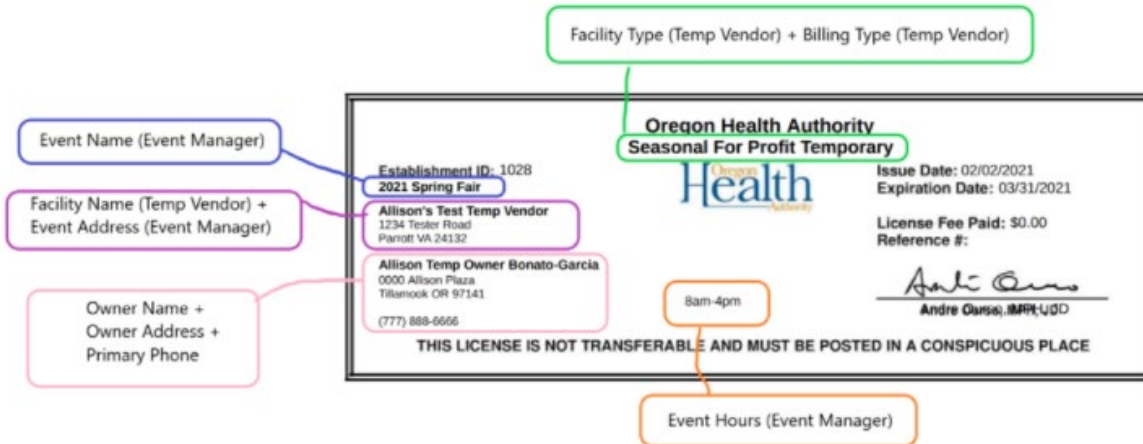 Facility Type (Temp Vendor) + Billing Type (Temp Vendor)
Event Name (Event Manager)
Facility Name (Temp Vendor) +
Event Address (Event Manager)
Owner Name +
Owner Address +
Primary Phone
Oregon Health Authority
Seasonal For Profit Temporary
Establishment ID: 1028
2021 Spring Fair
Allison's Test Temp Vendor
1234 Tester Road
Parrott VA 24132
Allison Temp Owner Bonato-Garcia
0000 Allison Plaza
Tillamook OR 97141
(777) 888-6666
Oregon
Health
Authority
8am-4pm
Issue Date: 02/02/2021
Expiration Date: 03/31/2021
License Fee Paid: $0.00
Reference #:
Andre
THIS LICENSE IS NOT TRANSFERABLE AND MUST BE POSTED IN A CONSPICUOUS PLACE
Event Hours (Event Manager)